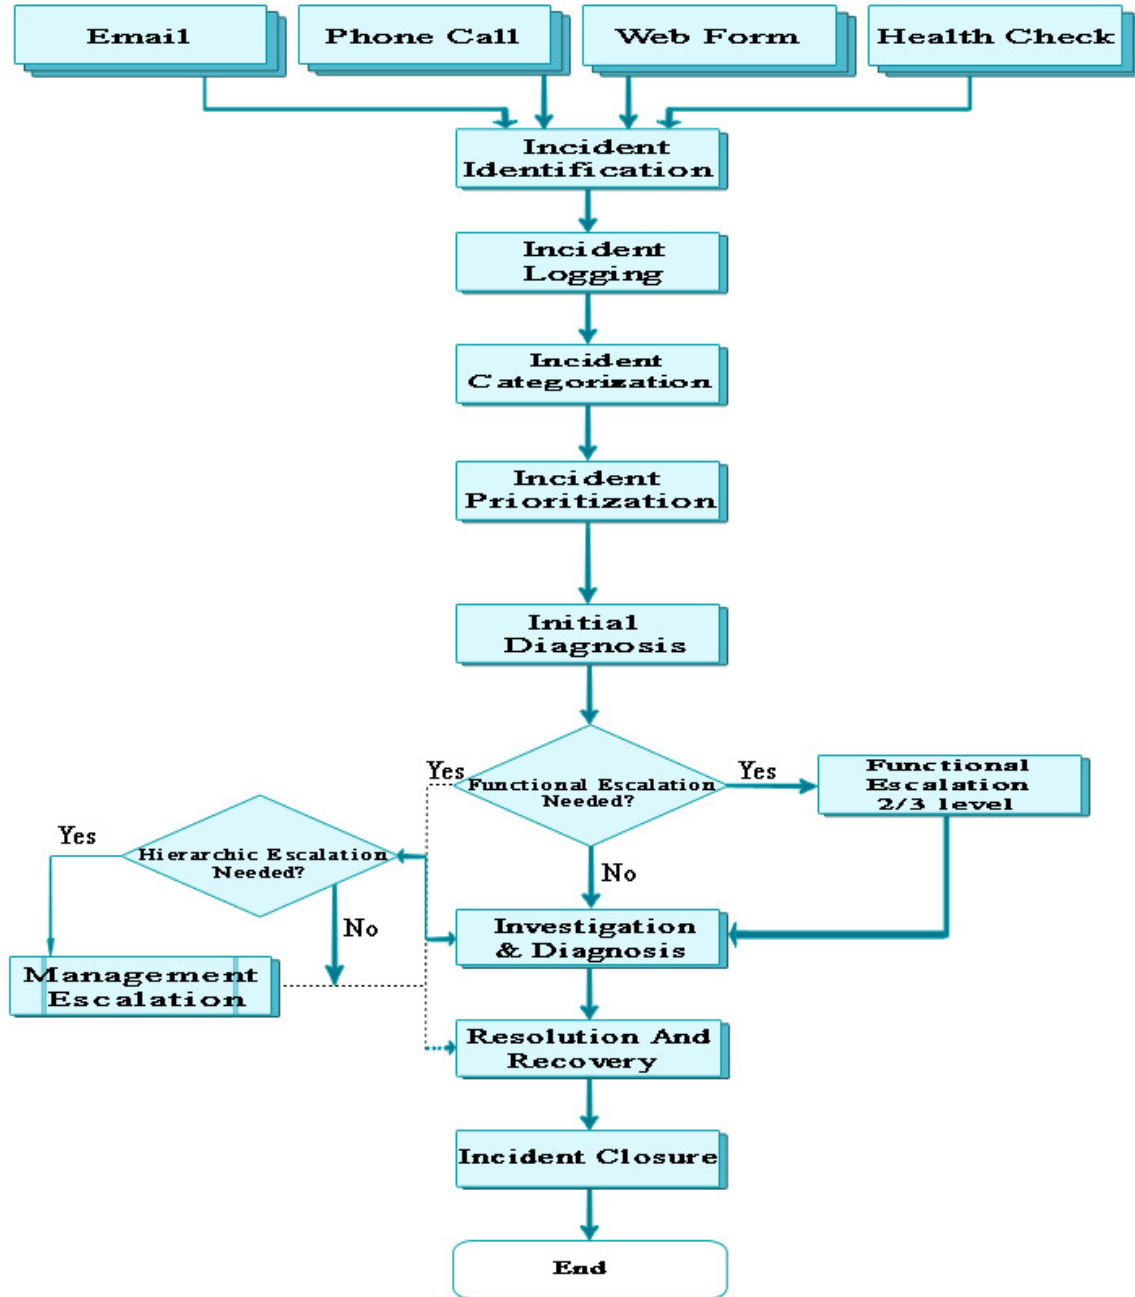 Email
Phone Call
Web Form
Health Check
Incident
Identification
Incident
Logging
Incident
Categorization
Incident
Prioritization
Initial
Diagnosis
Yes
Functional Escalation
Needed?
Yes
Functional
Escalation
2/3 level
Yes
Hierarchic Escalation
Needed?
No
No
Investigation
& Diagnosis
Management
Escalation
Resolution And
Recovery
Incident Closure
End